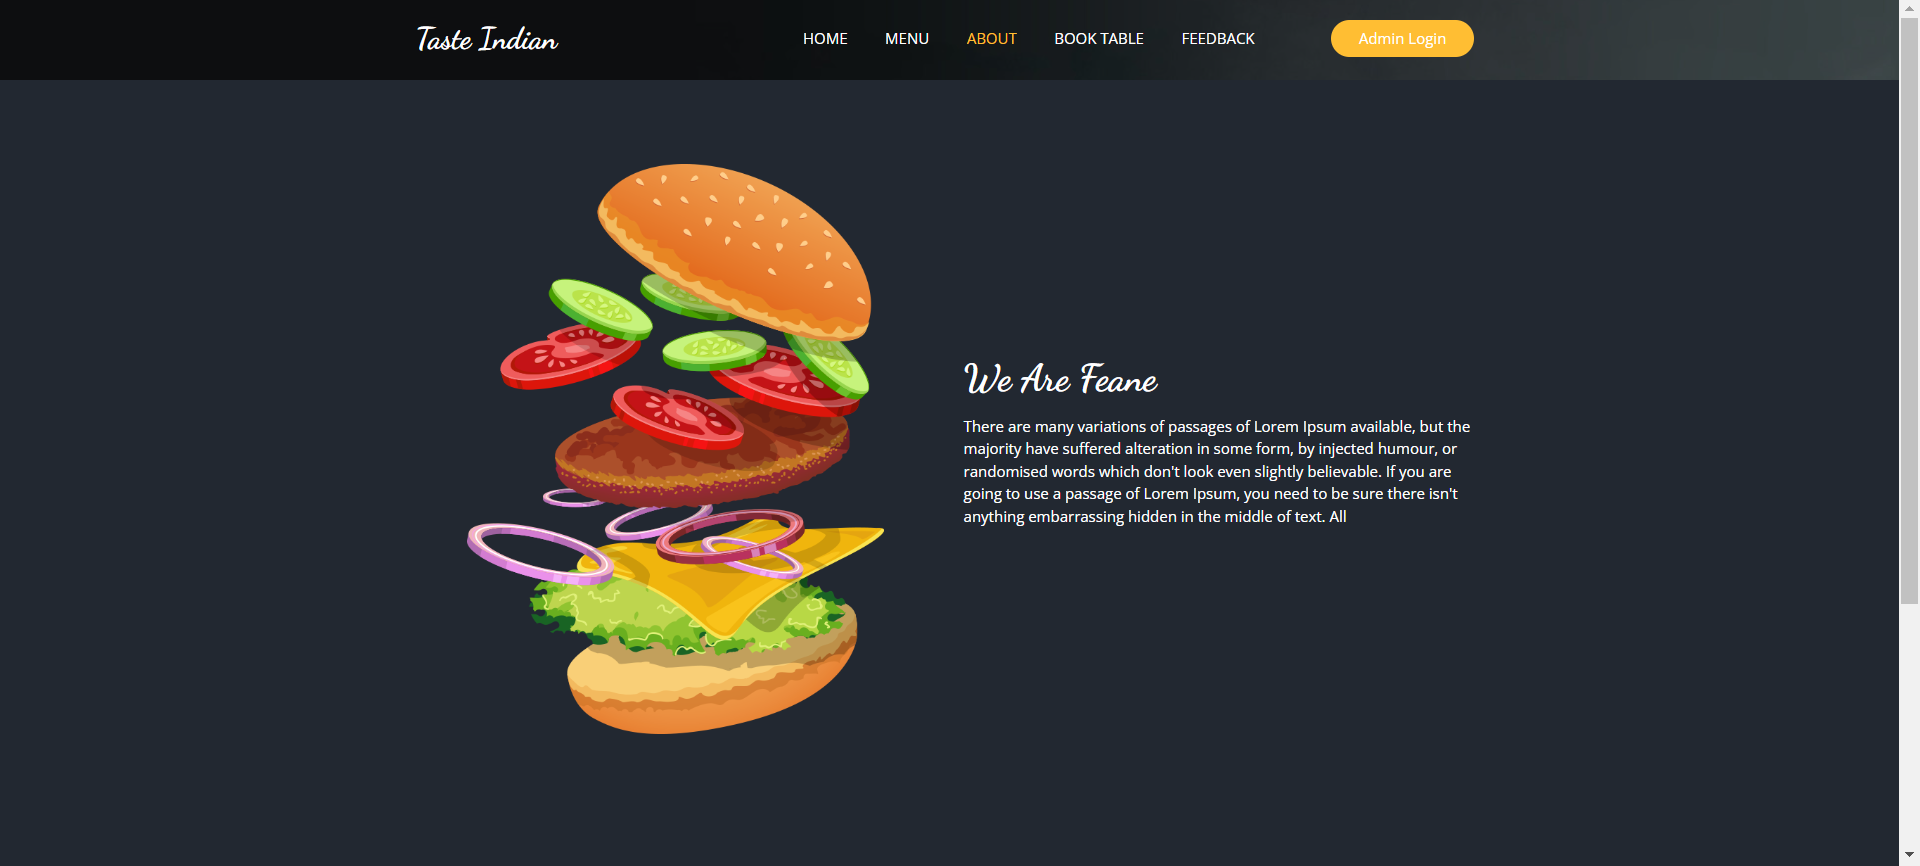 Taste Indian
HOME MENU ABOUT BOOK TABLE FEEDBACK Admin Login
We Are Feane
There are many variations of passages of Lorem Ipsum available, but the
majority have suffered alteration in some form, by injected humour, or
randomised words which don't look even slightly believable. If you are
going to use a passage of Lorem Ipsum, you need to be sure there isn't
anything embarrassing hidden in the middle of text. All